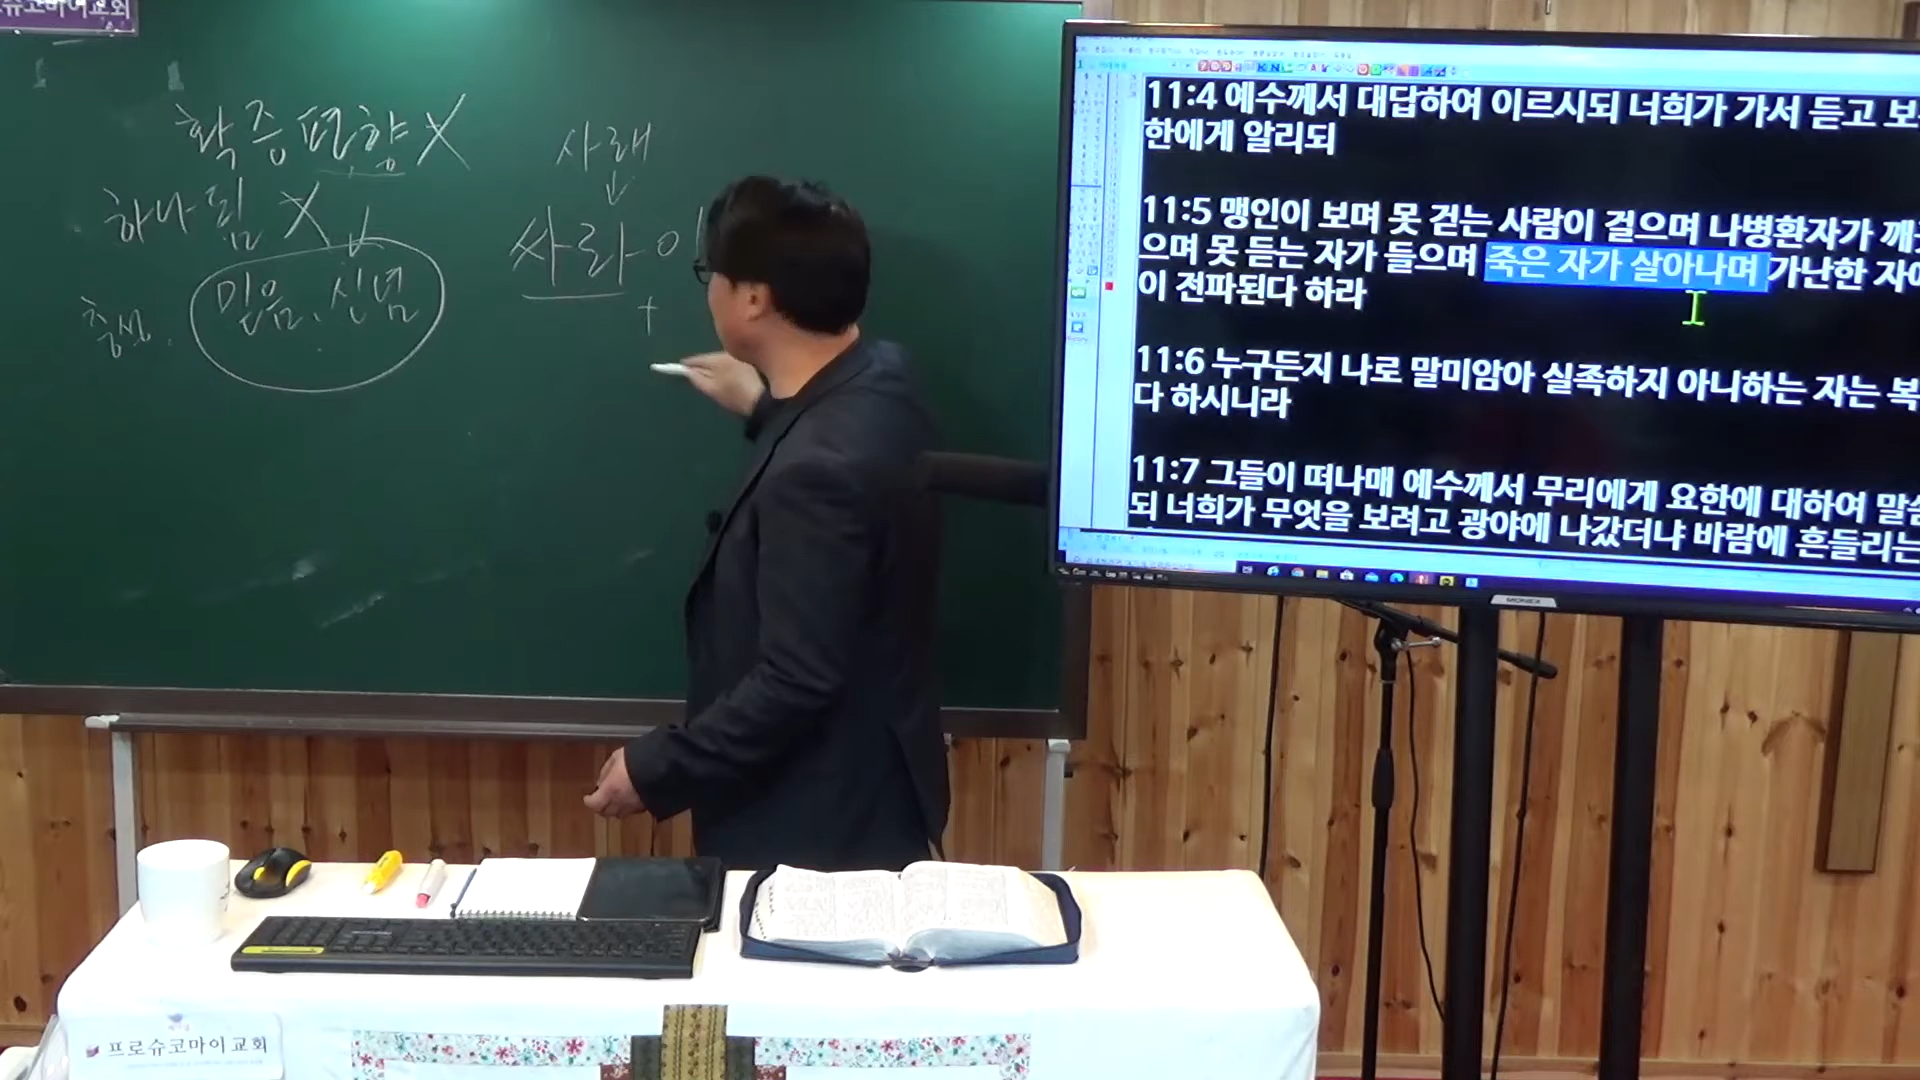 슈코마이교회
확증편향 X
하나됨 X
믿음、신념
충성.
사래
↓
싸라이
+
11:4 예수께서 대답하여 이르시되 너희가 가서 듣고 보
한에게 알리되
11:5 맹인이 보며 못 걷는 사람이 걸으며 나병환자가 깨
으며 못 듣는 자가 들으며 죽은 자가 살아나며 가난한 자에
이 전파된다 하라
11:6 누구든지 나로 말미암아 실족하지 아니하는 자는 복
다 하시니라
11:7 그들이 떠나매 예수께서 무리에게 요한에 대하여 말씀
되 너희가 무엇을 보려고 광야에 나갔더냐 바람에 흔들리는
프로슈코마이교회